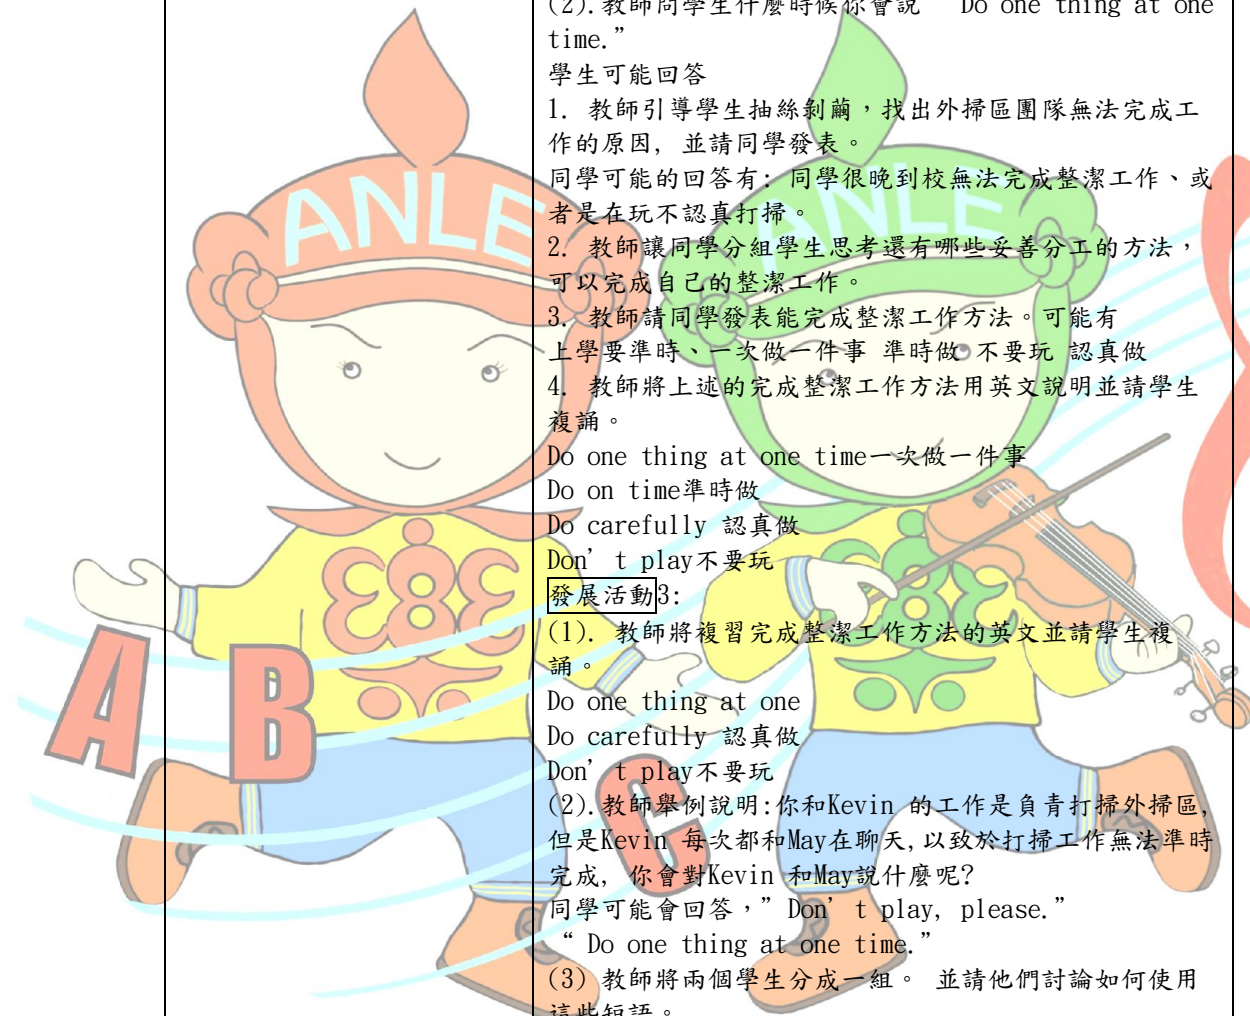 (2).教師問學生什麼時候你會說 “Do one thing at one
time.”
學生可能回答
1. 教師引導學生抽絲剝繭，找出外掃區團隊無法完成工
作的原因, 並請同學發表。
同學可能的回答有: 同學很晚到校無法完成整潔工作、或
者是在玩不認真打掃。
2. 教師讓同學分組學生思考還有哪些妥善分工的方法，
可以完成自己的整潔工作。
3. 教師請同學發表能完成整潔工作方法。可能有
上學要準時、一次做一件事 準時做 不要玩 認真做
4. 教師將上述的完成整潔工作方法用英文說明並請學生
複誦。
Do one thing at one time一次做一件事
Do on time準時做
Do carefully 認真做
Don’t play不要玩
發展活動3:
(1). 教師將複習完成整潔工作方法的英文並請學生複
誦。
Do one thing at one
Do carefully 認真做
Don’t play不要玩
(2).教師舉例說明:你和Kevin 的工作是負青打掃外掃區,
但是Kevin 每次都和May在聊天,以致於打掃工作無法準時
完成, 你會對Kevin 和May說什麼呢?
同學可能會回答，”Don’t play, please.”
“Do one thing at one time.”
(3) 教師將兩個學生分成一組。 並請他們討論如何使用
這些短語。
ANLE
ANLE
A
B
C